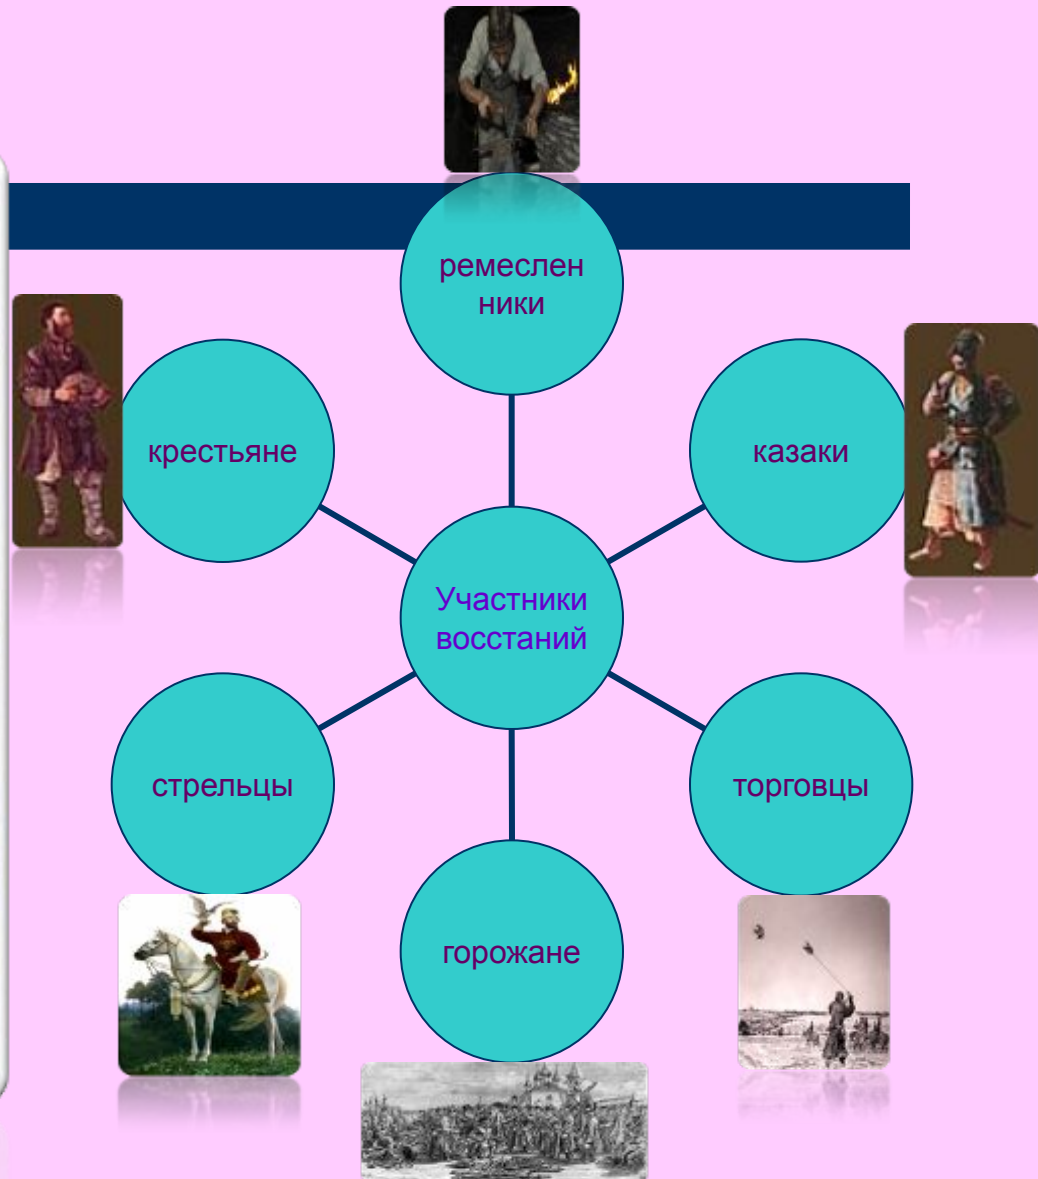 ремеслен
ники
крестьяне
казаки
Участники
восстаний
стрельцы
торговцы
горожане